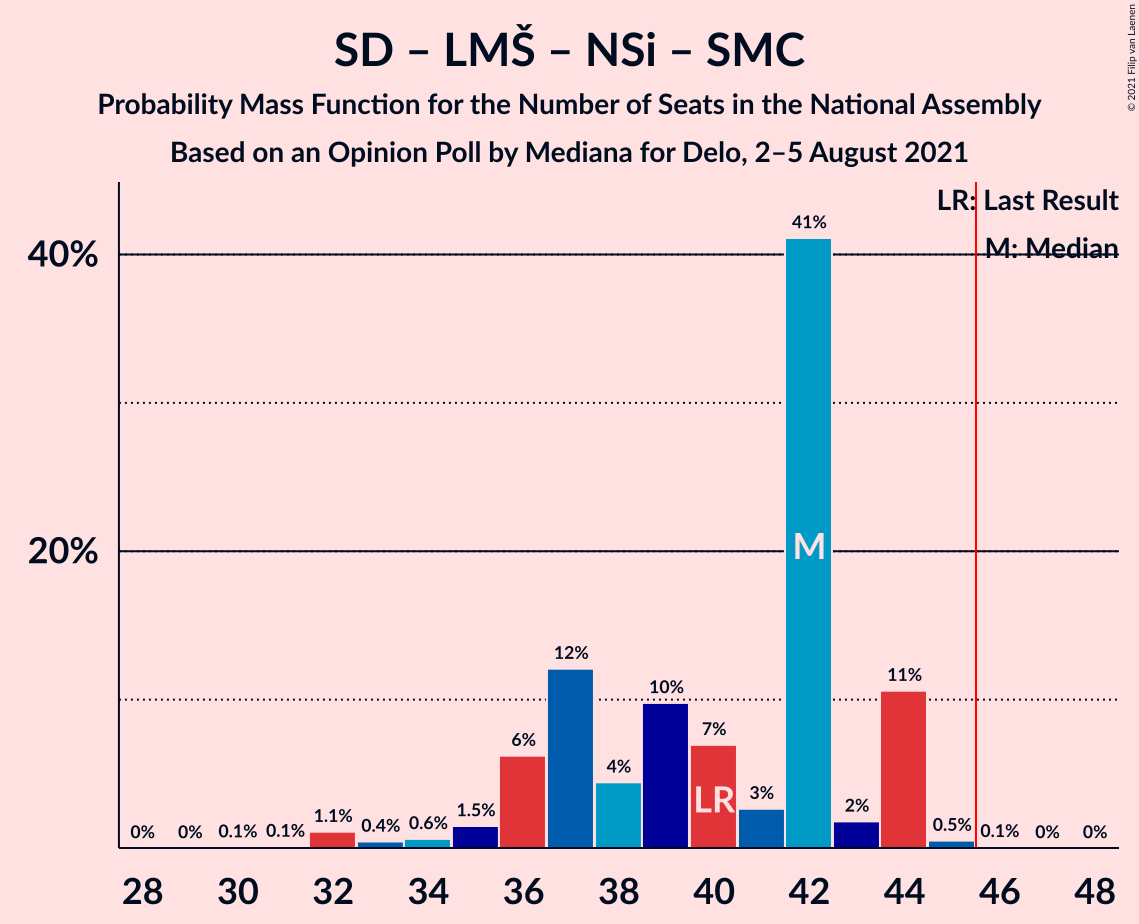 SD – LMŠ – NSi – SMC
Probability Mass Function for the Number of Seats in the National Assembly
Based on an Opinion Poll by Mediana for Delo, 2–5 August 2021
© 2021 Filip van Laenen
LR: Last Result
M: Median
40%
20%
0% 0% 0.1% 0.1% 1.1% 0.4% 0.6% 1.5% 6% 12% 4% 10% 7% 3% 41% 2% 11% 0.5% 0.1% 0% 0%
M
LR
28 30 32 34 36 38 40 42 44 46 48